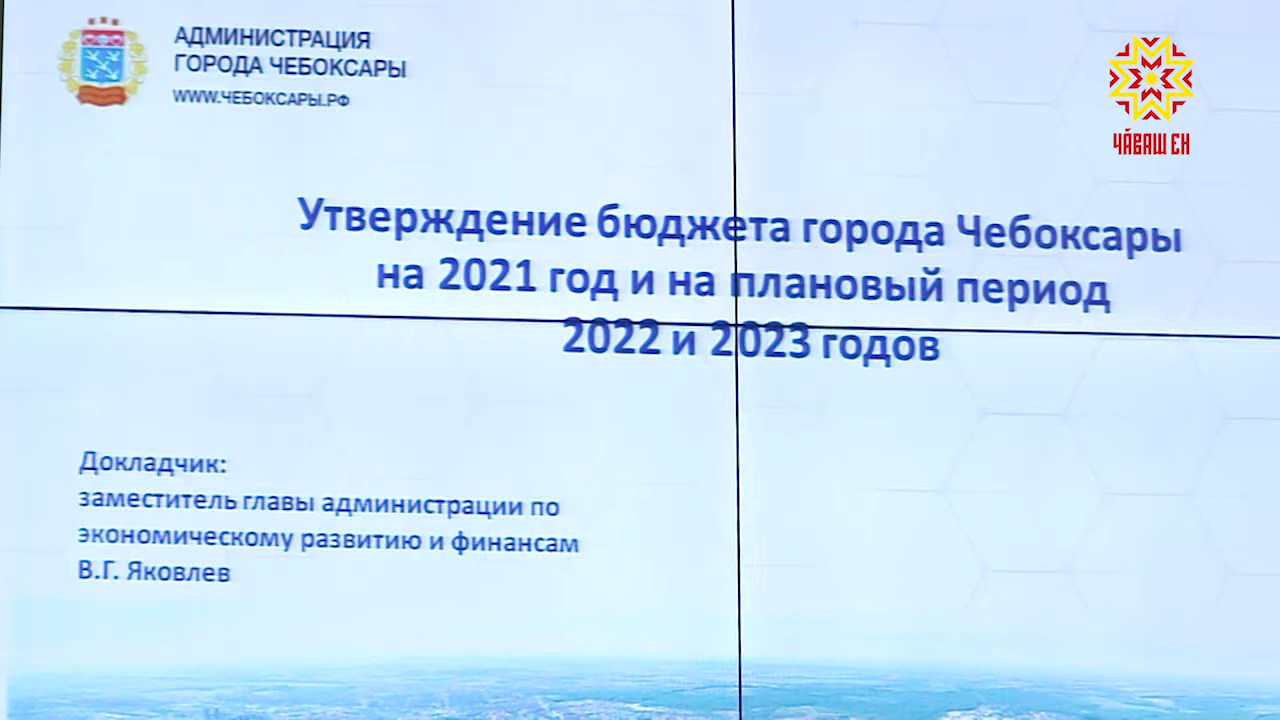 АДМИНИСТРАЦИЯ
ГОРОДА ЧЕБОКСАРЫ
WWW.ЧЕБОКСАРЫ.РФ
ЧӐВАШ ЕН
Утверждение бюджета города Чебоксары
на 2021 год и на плановый период
2022 и 2023 годов
Докладчик:
заместитель главы администрации по
экономическому развитию и финансам
В.Г. Яковлев